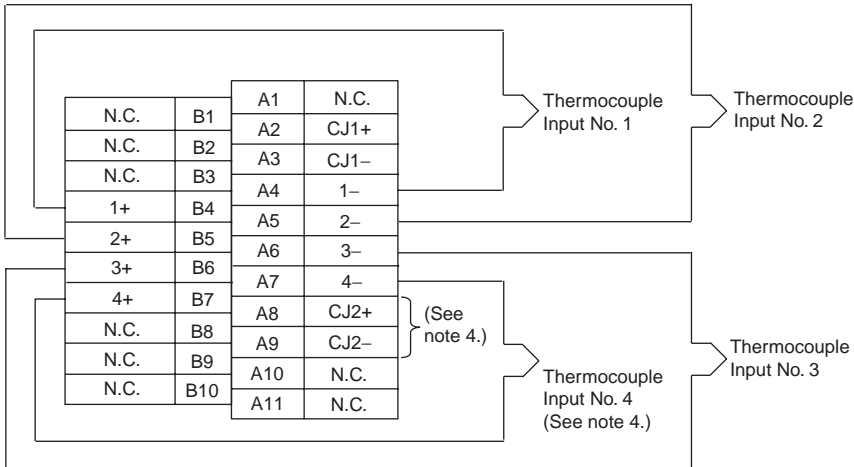 N.C. B1
N.C. B2
N.C. B3
1+ B4
2+ B5
3+ B6
4+ B7
N.C. B8
N.C. B9
N.C. B10
A1 N.C.
A2 CJ1+
A3 CJ1−
A4 1−
A5 2−
A6 3−
A7 4−
A8 CJ2+
A9 CJ2−
A10 N.C.
A11 N.C.
(See
note 4.)
Thermocouple
Input No. 1
Thermocouple
Input No. 2
Thermocouple
Input No. 3
Thermocouple
Input No. 4
(See note 4.)